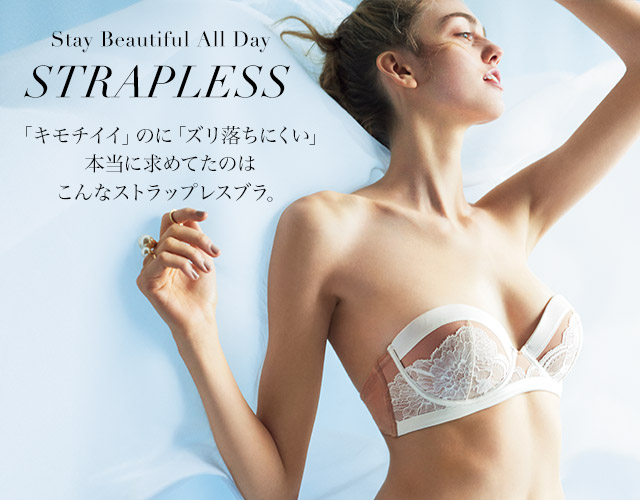 Stay Beautiful All Day
STRAPLESS
「キモチイイ」のに「ズリ落ちにくい」
本当に求めてたのは
こんなストラップレスブラ。